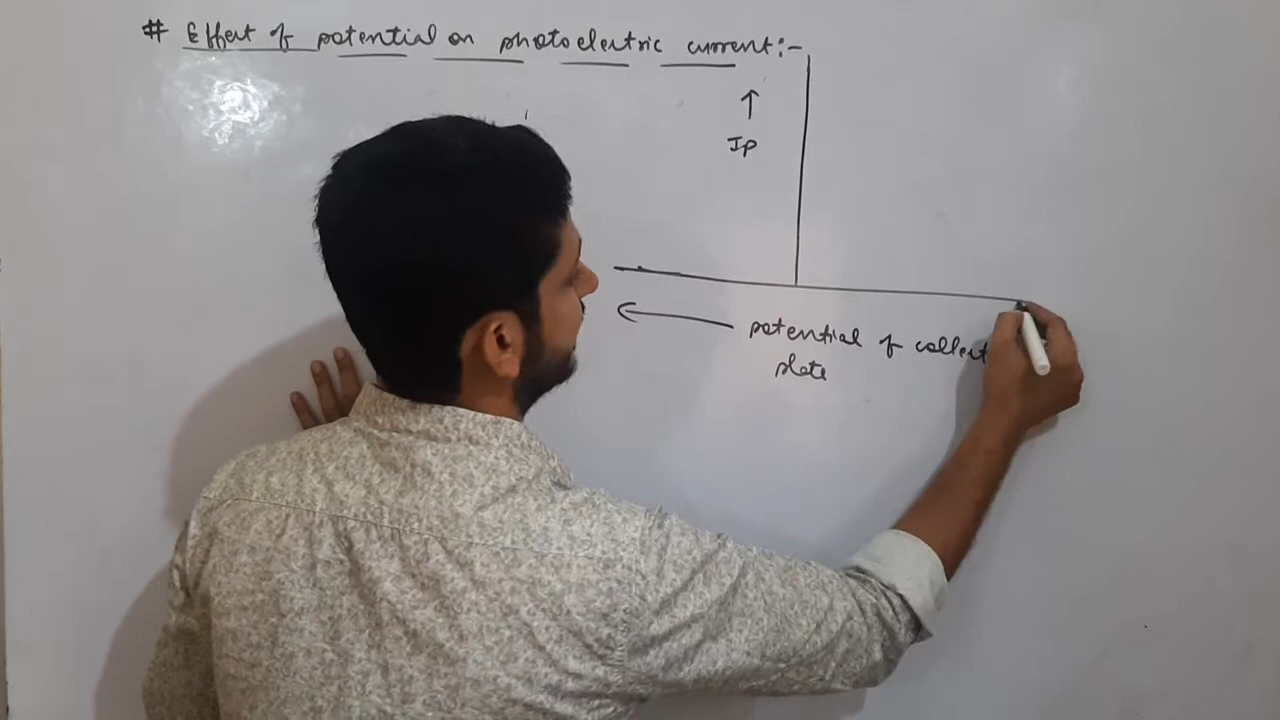 # Effect of potential on photoelectric current:-
Ip
potential of collect
plate